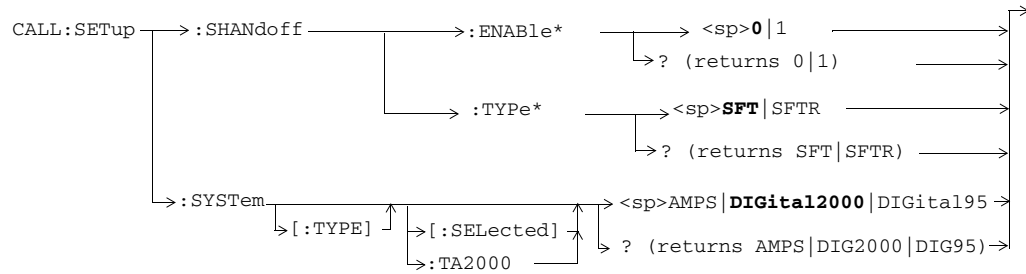 CALL:SETup :SHANdoff :ENABle* <sp>0|1
? (returns 0|1)
:TYPe* <sp>SFT|SFTR
? (returns SFT|SFTR)
:SYSTem <sp>AMPS|DIGital2000|DIGital95
[:TYPE] [:SELected] ? (returns AMPS|DIG2000|DIG95)
:TA2000